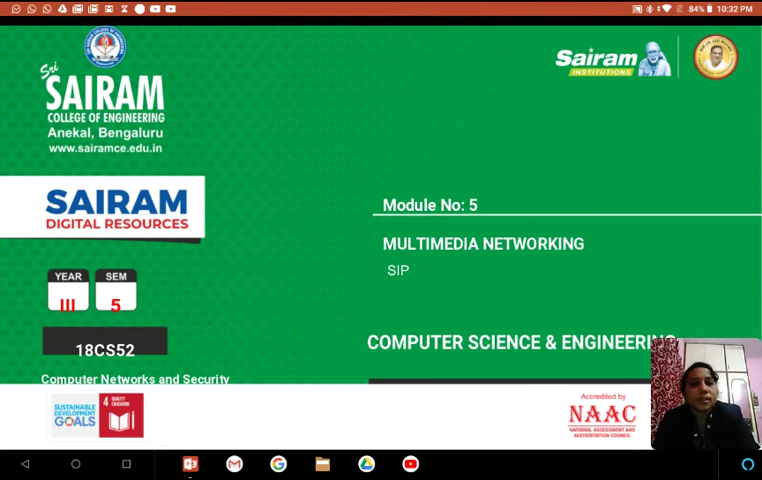 84% 10:32 PM
Sri
SAIRAM
COLLEGE OF ENGINEERING
Anekal, Bengaluru
www.sairamce.edu.in
Sairam
INSTITUTIONS
SAIRAM
DIGITAL RESOURCES
Module No: 5
MULTIMEDIA NETWORKING
SIP
YEAR SEM
III 5
18CS52
COMPUTER SCIENCE & ENGINEERING
Computer Networks and Security
SUSTAINABLE
DEVELOPMENT
GOALS
4 QUALITY
EDUCATION
Accredited by
NAAC
NATIONAL ASSESSMENT AND
ACCREDITATION COUNCIL